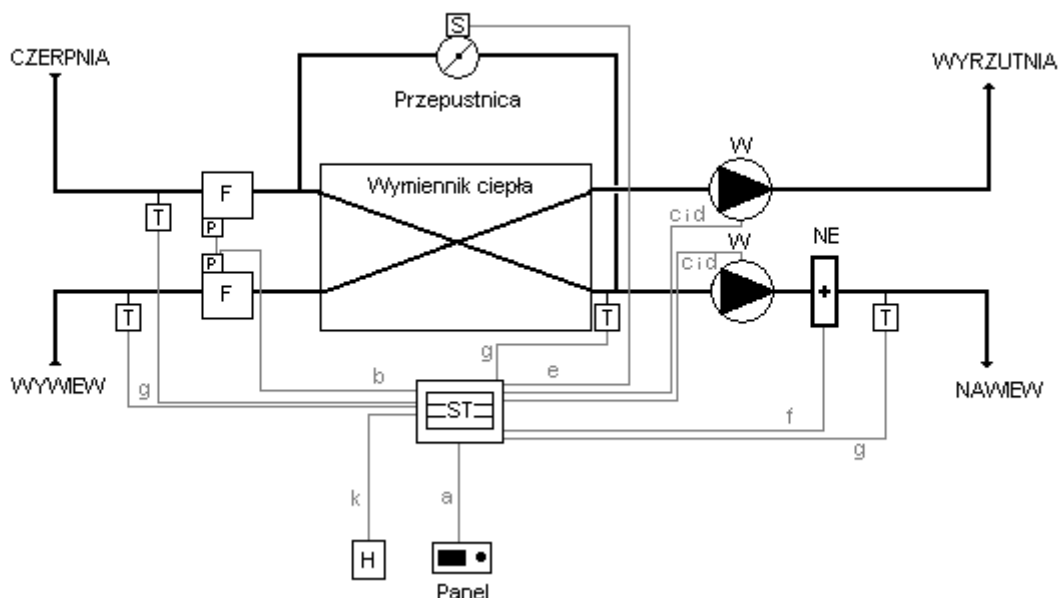 S
CZERPNIA
WYRZUTNIA
Przepustnica
W
Wymiennik ciepła
F
T
P
c i d
W
NE
P
c i d
F
+
T
T
T
g
e
WYWIEW
g
b
NAWIEW
ST
f
g
k
a
H
Panel